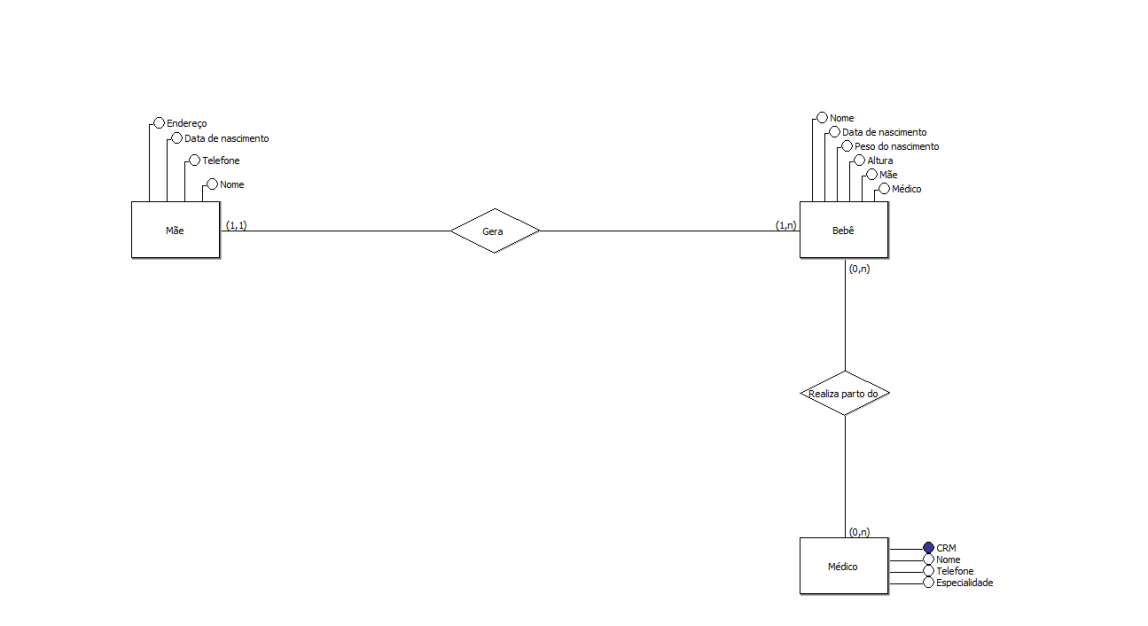 Endereço
Data de nascimento
Telefone
Nome
Mãe
(1,1)
Gera
(1,n)
Nome
Data de nascimento
Peso do nascimento
Altura
Mãe
Médico
Bebê
(0,n)
Realiza parto do
(0,n)
Médico
CRM
Nome
Telefone
Especialidade